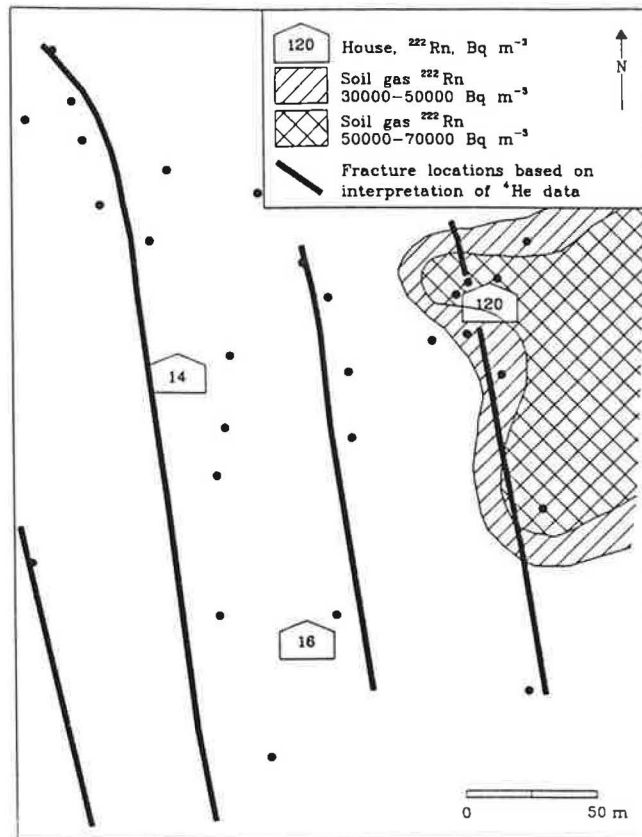 120 House, ²²²Rn, Bq m⁻³
Soil gas ²²²Rn
30000–50000 Bq m⁻³
Soil gas ²²²Rn
50000–70000 Bq m⁻³
Fracture locations based on
interpretation of ⁴He data
N
120
14
16
0 50 m